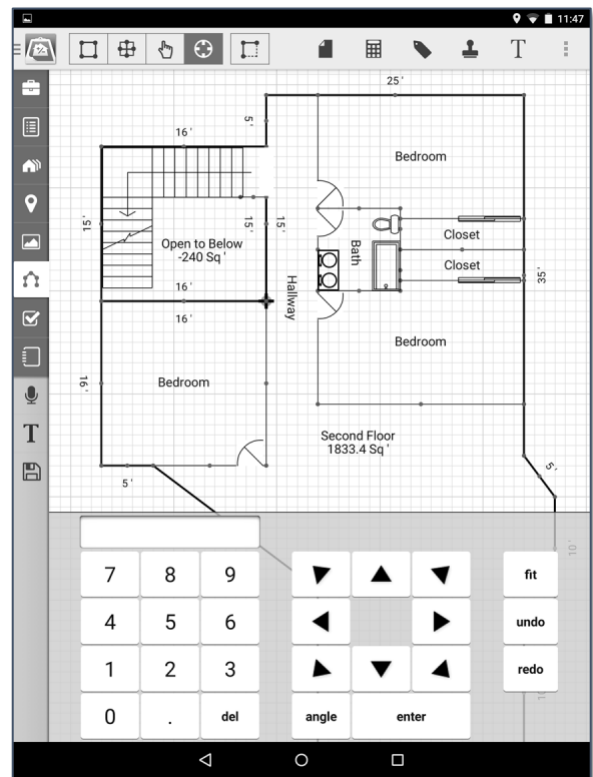 11:47
T
25 '
5 '
16 '
Bedroom
15 '
15 '
15 '
Open to Below
-240 Sq '
Bath
Closet
Closet
35 '
16 '
16 '
Hallway
Bedroom
16 '
Bedroom
T
Second Floor
1833.4 Sq '
5 '
5 '
10 '
7 8 9 fit
4 5 6 undo
1 2 3 redo
10
0 . del angle enter